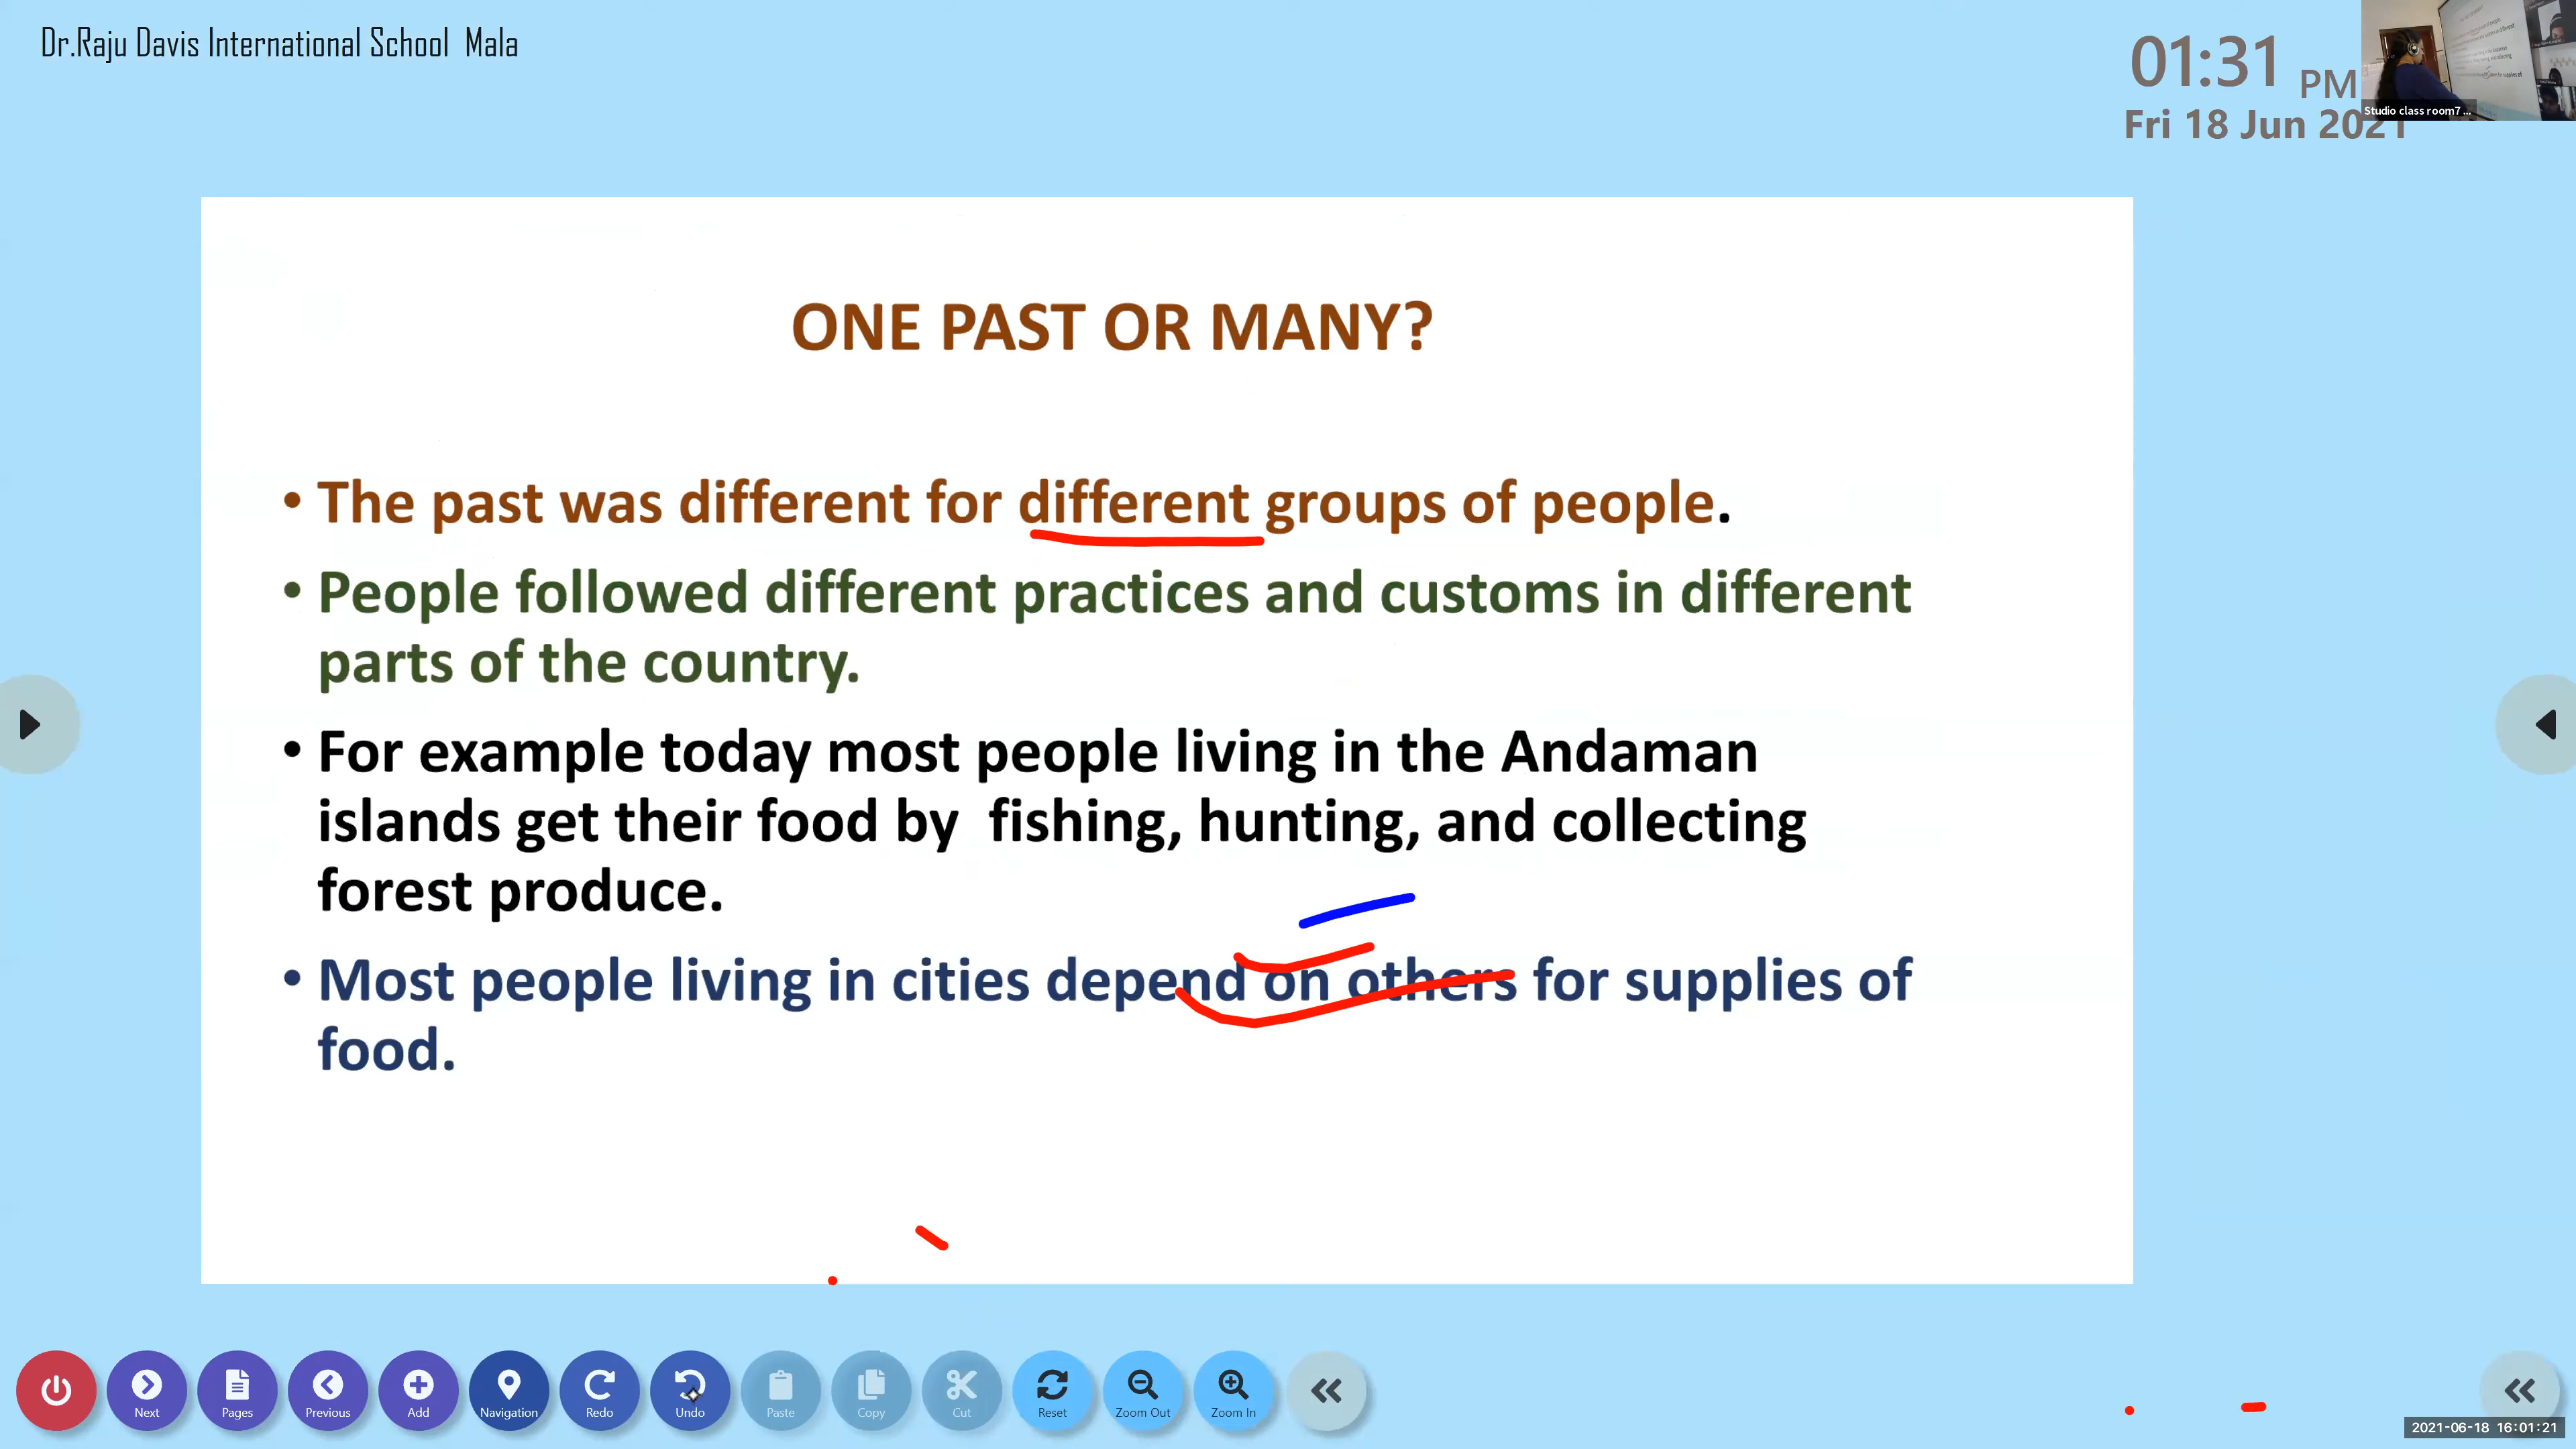 Dr.Raju Davis International School Mala
01:31 PM
Fri 18 Jun 2021
Studio class room7 ...
ONE PAST OR MANY?
• The past was different for different groups of people.
• People followed different practices and customs in different
parts of the country.
• For example today most people living in the Andaman
islands get their food by fishing, hunting, and collecting
forest produce.
• Most people living in cities depend on others for supplies of
food.
Next
Pages
Previous
Add
Navigation
Redo
Undo
Paste
Copy
Cut
Reset
Zoom Out
Zoom In
2021-06-18 16:01:21